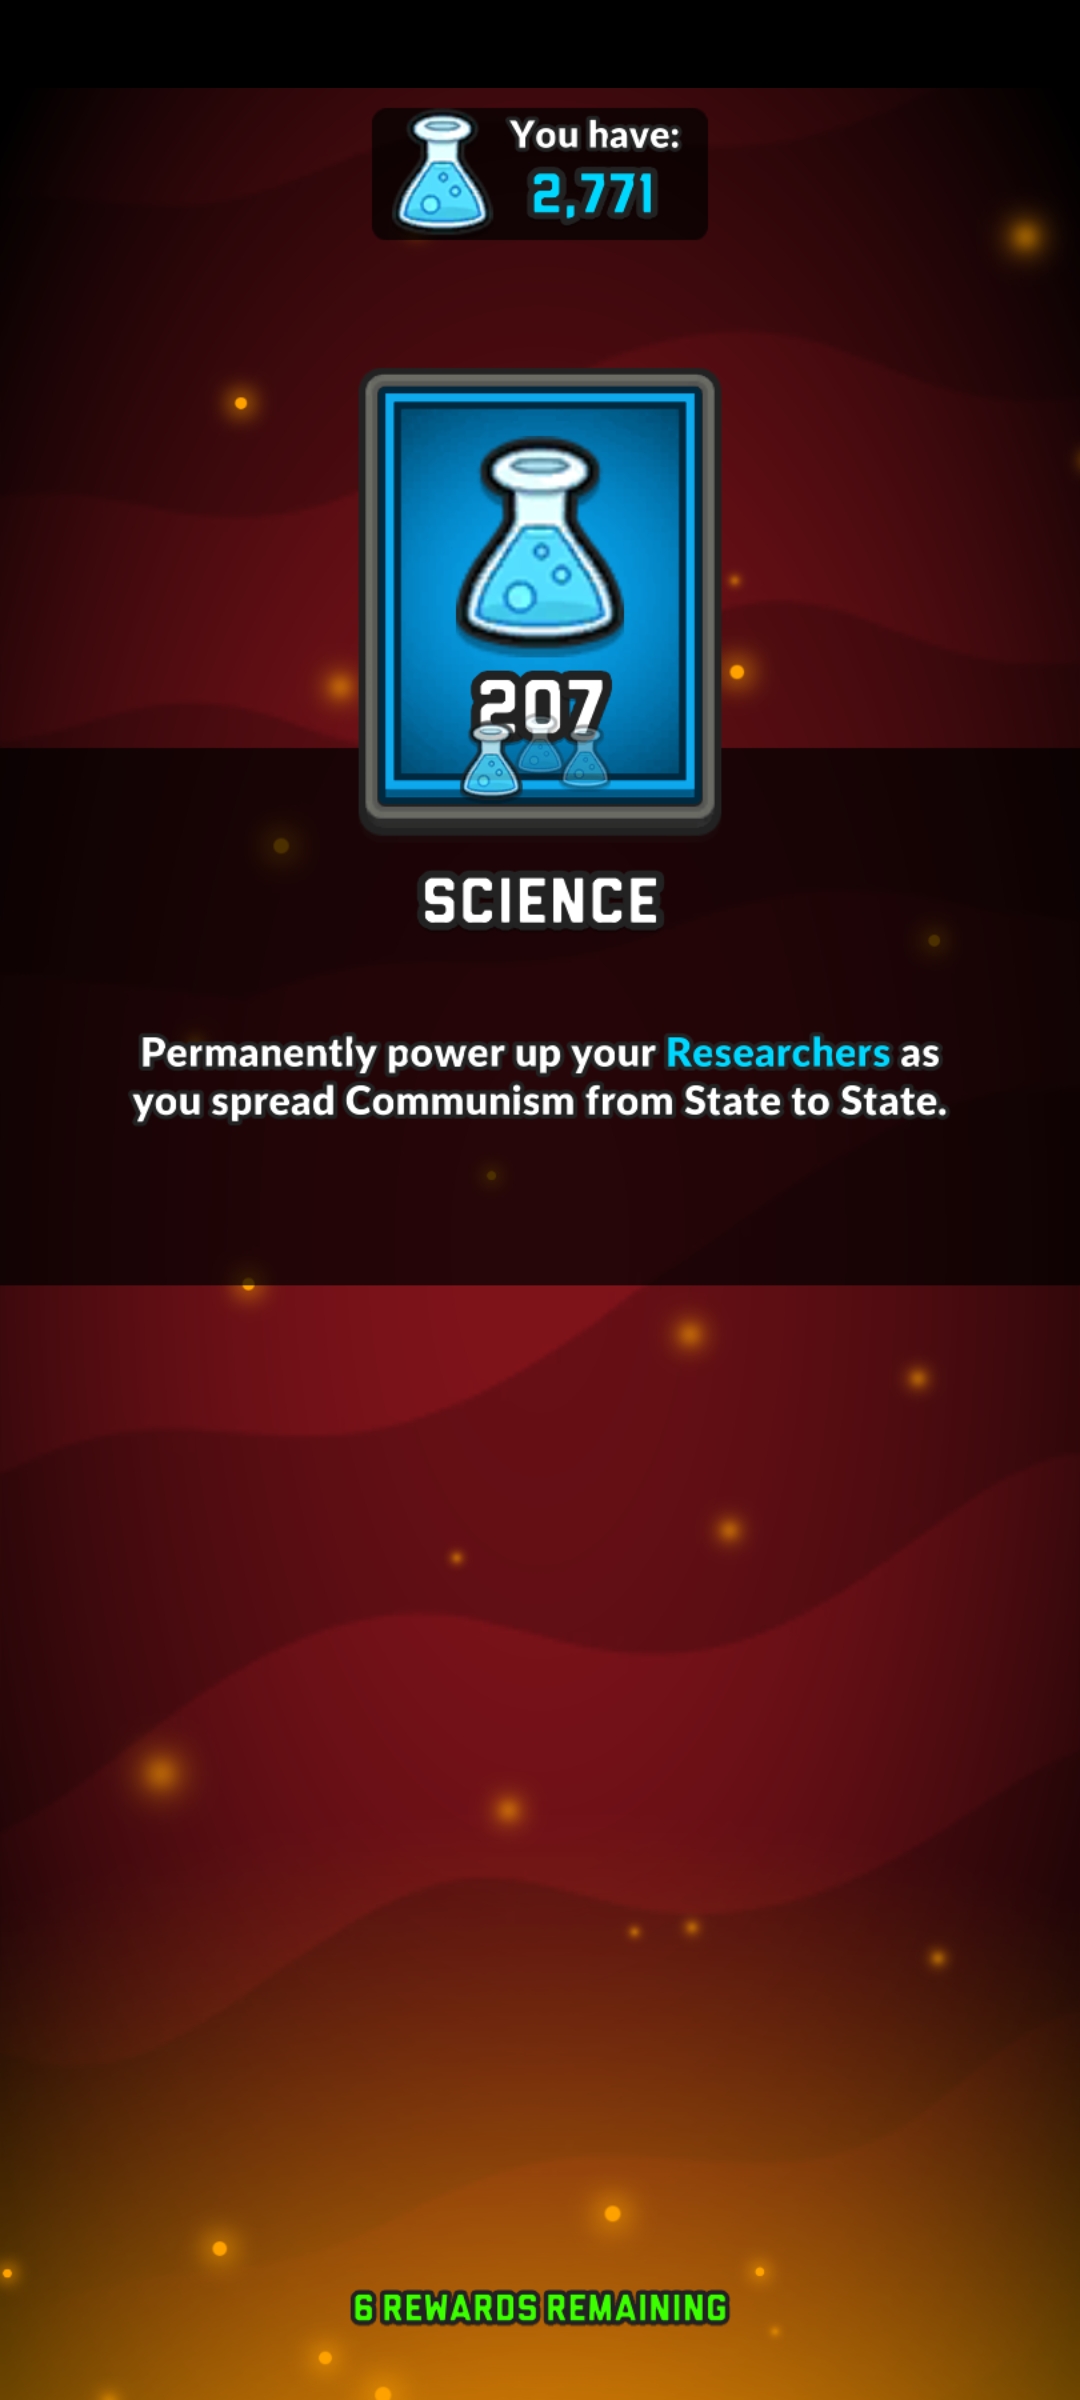 You have:
2,771
207
SCIENCE
Permanently power up your Researchers as
you spread Communism from State to State.
6 REWARDS REMAINING